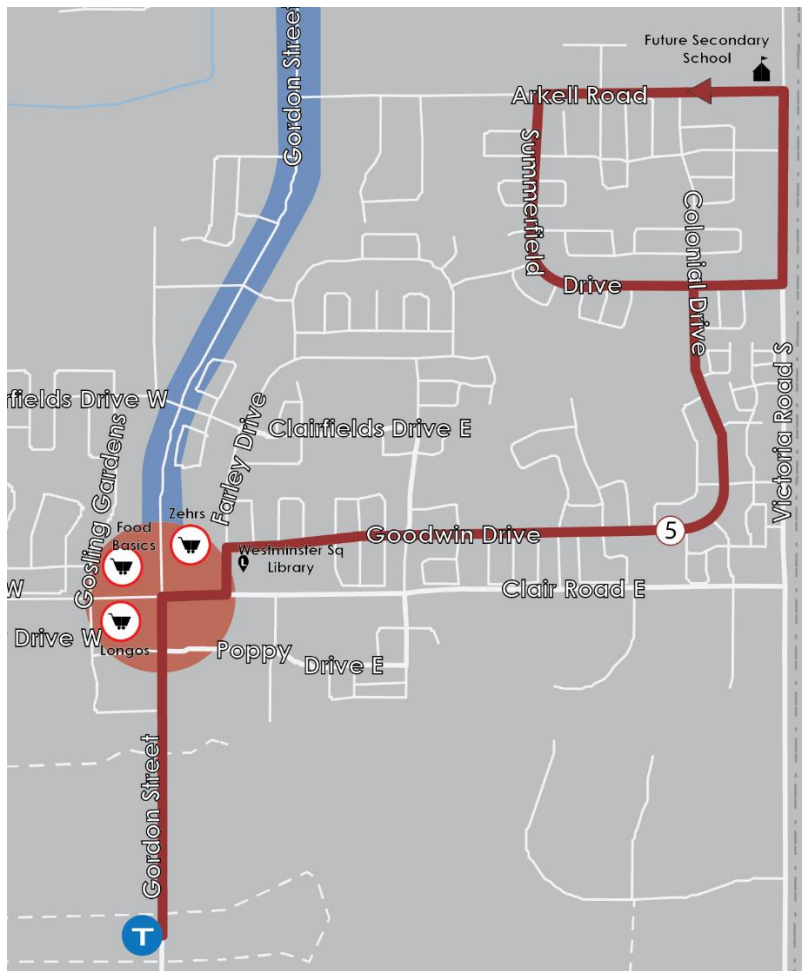 Gordon Street
Future Secondary
School
Arkell Road
Summerfield
Drive
Colonial Drive
Victoria Road S
rfields Drive W
Gosling Gardens
Farley Drive
Clairfields Drive E
Zehrs
Food
Basics
Goodwin Drive
5
Westminster Sq
Library
L
W
Clair Road E
Drive W
Longos
Poppy
Drive E
Gordon Street
T